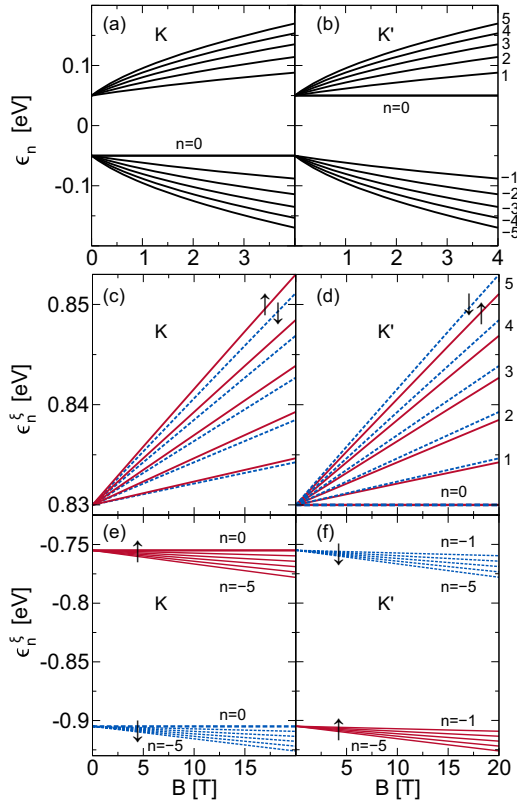 (a) K (b) K' 5
4
3
2
1
0.1
n=0
ϵn [eV] 0
n=0
-0.1
−1
−2
−3
−4
−5
0 1 2 3 1 2 3 4
(c) ↑ ↓ (d) ↓ ↑ 5
0.85
K K' 4
3
0.84
2
1
n=0
0.83
ϵnξ [eV]
(e) n=0 (f) n=−1
-0.75
↑ ↓
n=−5 n=−5
-0.8
K K'
ϵnξ [eV]
-0.85
n=0 n=−1
-0.9
↓ n=−5 ↑ n=−5
0 5 10 15 5 10 15 20
B [T] B [T]